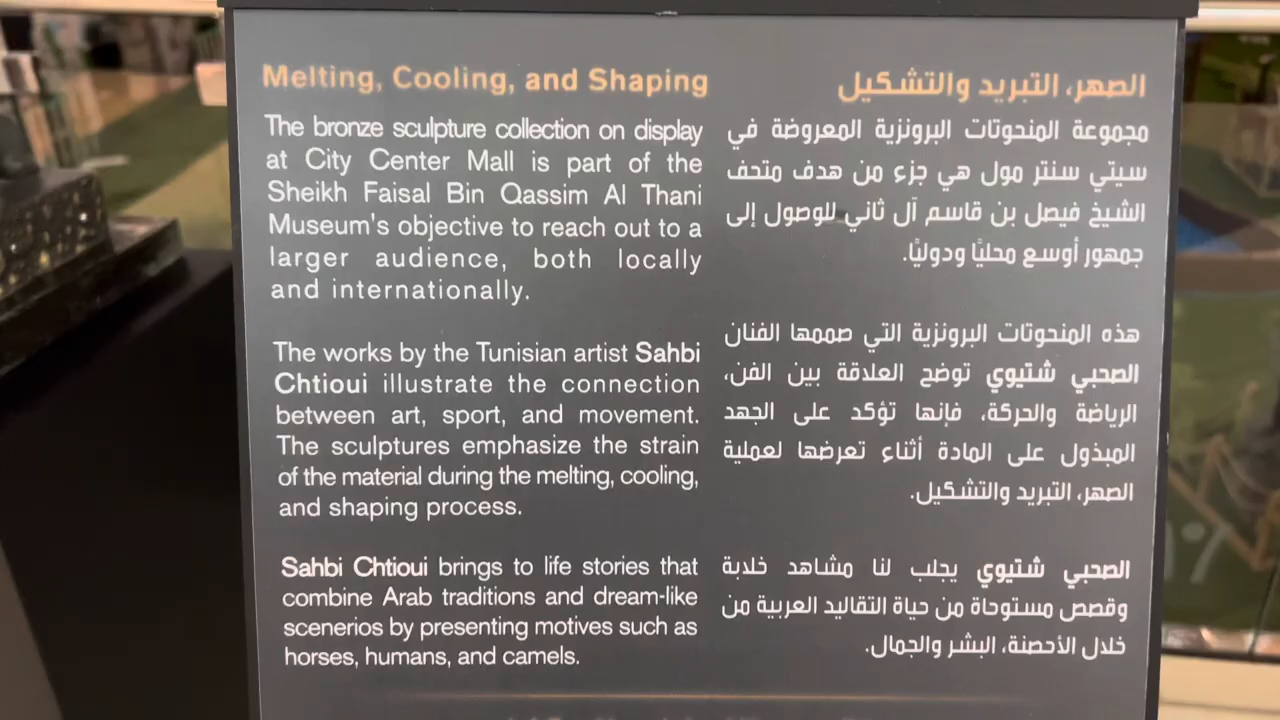 Melting, Cooling, and Shaping
The bronze sculpture collection on display
at City Center Mall is part of the
Sheikh Faisal Bin Qassim Al Thani
Museum's objective to reach out to a
larger audience, both locally
and internationally.
The works by the Tunisian artist Sahbi
Chtioui illustrate the connection
between art, sport, and movement.
The sculptures emphasize the strain
of the material during the melting, cooling,
and shaping process.
Sahbi Chtioui brings to life stories that
combine Arab traditions and dream-like
scenerios by presenting motives such as
horses, humans, and camels.
الصهر، التبريد والتشكيل
مجموعة المنحوتات البرونزية المعروضة في
سيتي سنتر مول هي جزء من هدف متحف
الشيخ فيصل بن قاسم آل ثاني للوصول إلى
جمهور أوسع محليًا ودوليًا.
هذه المنحوتات البرونزية التي صممها الفنان
الصحبي شتيوي توضح العلاقة بين الفن،
الرياضة والحركة، فإنها تؤكد على الجهد
المبذول على المادة أثناء تعرضها لعملية
الصهر، التبريد والتشكيل.
الصحبي شتيوي يجلب لنا مشاهد خلابة
وقصص مستوحاة من حياة التقاليد العربية من
خلال الأحصنة، البشر والجمال.